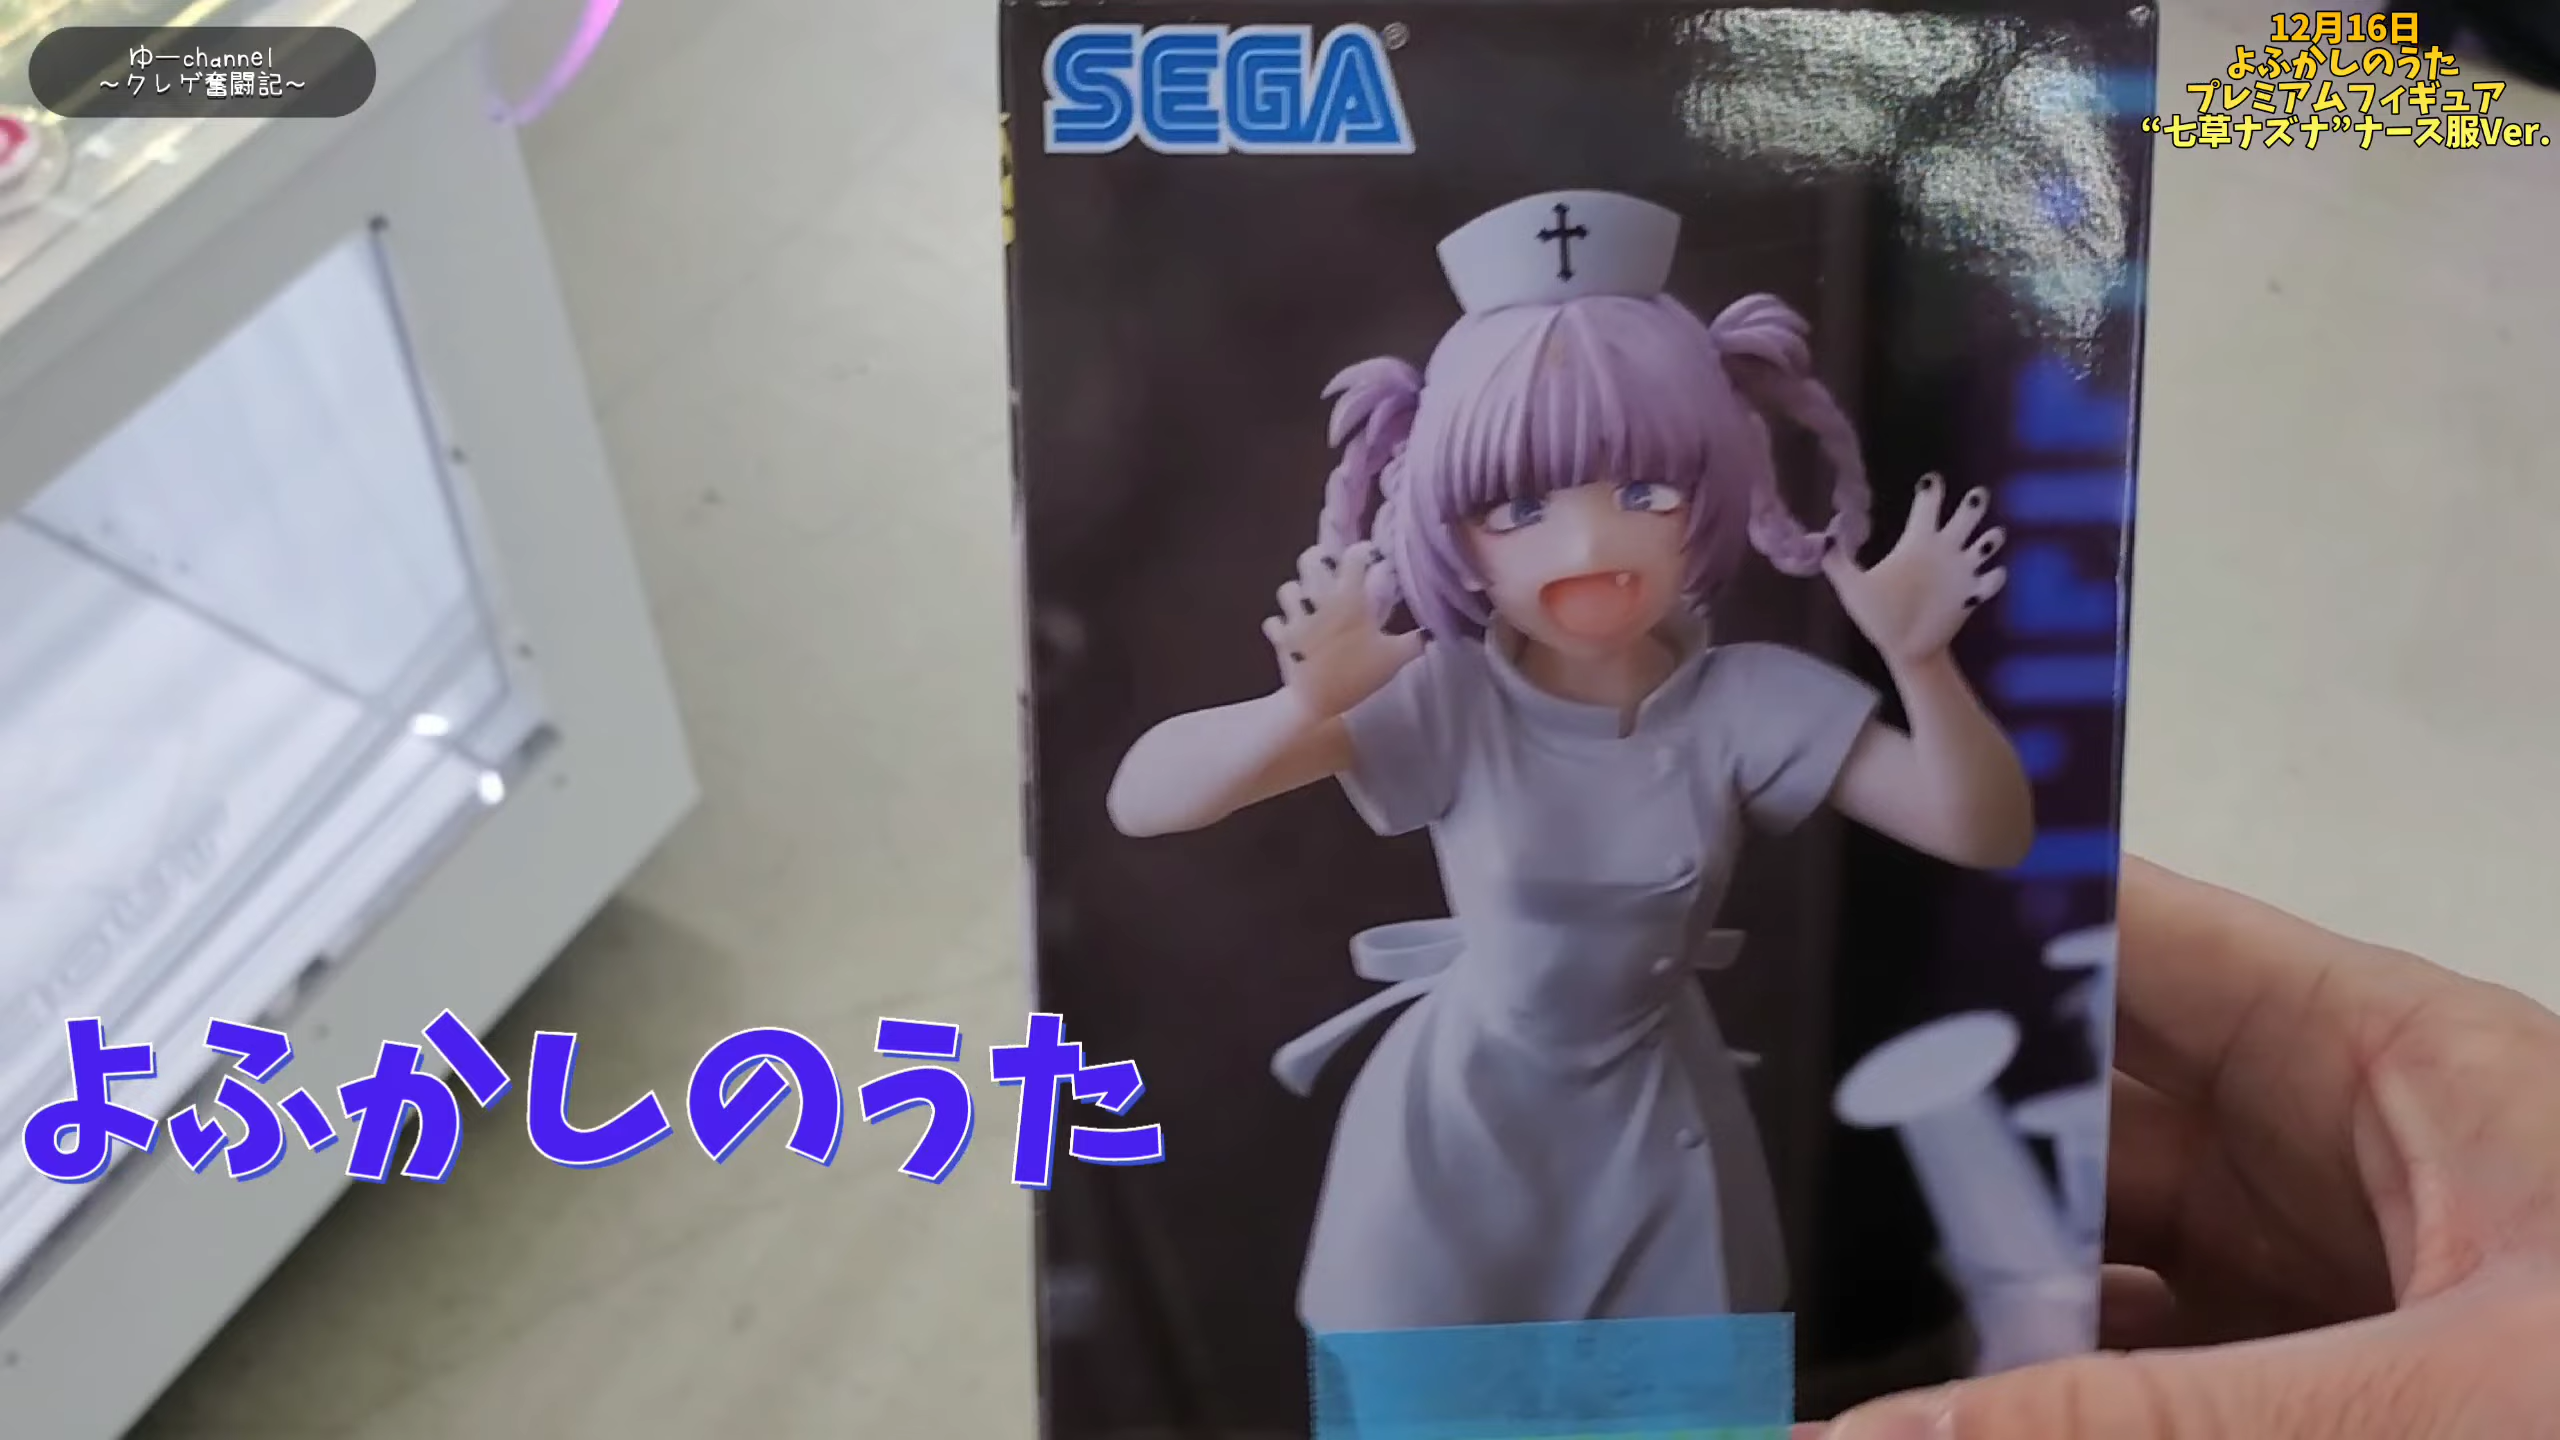 ゆーchannel
～クレゲ奮闘記～
SEGA®
12月16日
よふかしのうた
プレミアムフィギュア
“七草ナズナ”ナース服Ver.
よふかしのうた